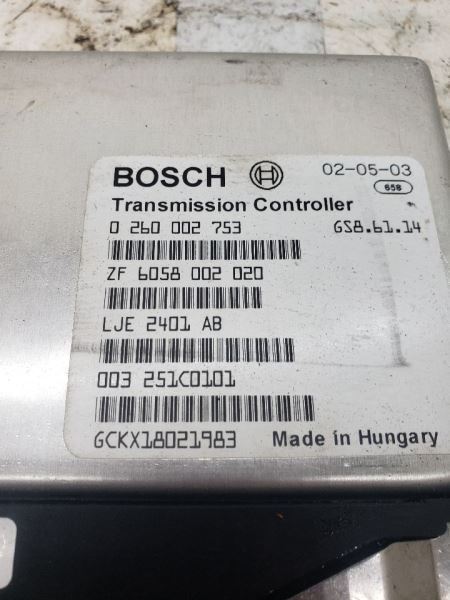 BOSCH 02-05-03
658
Transmission Controller
0 260 002 753 GS8.61.14
ZF 6058 002 020
LJE 2401 AB
003 251C0101
GCKX18021983 Made in Hungary